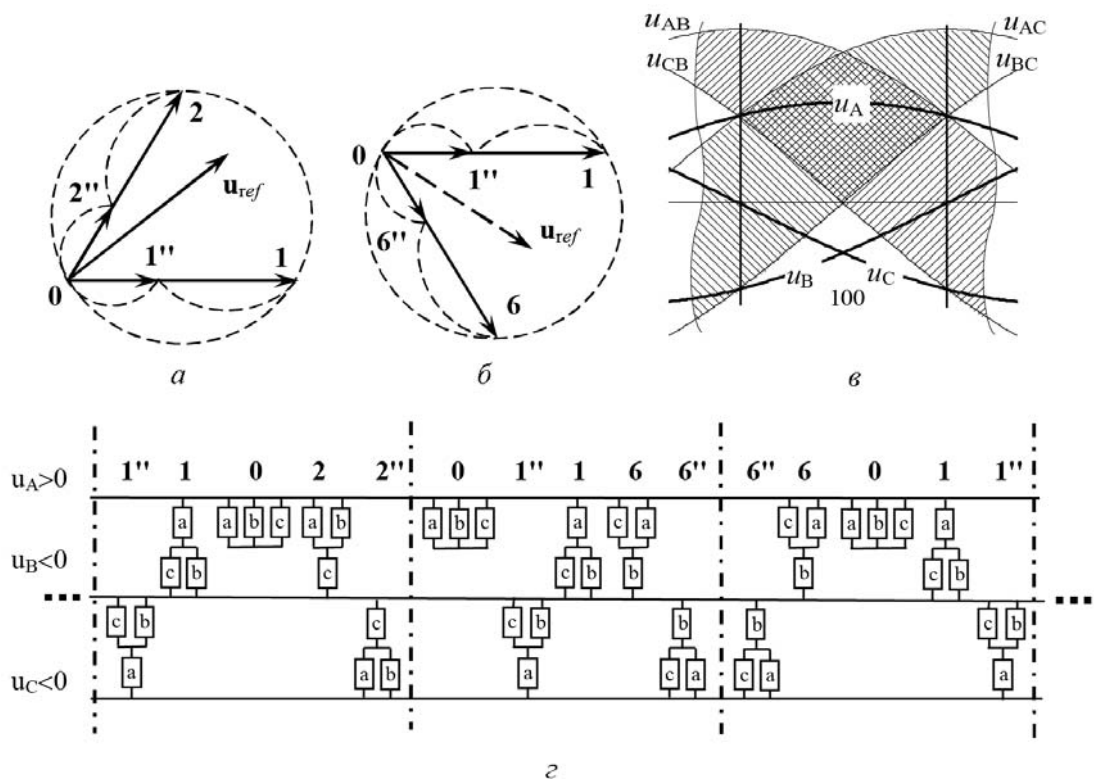 2
u_ref
2"
1"
1
0
а
0
1"
1
u_ref
6"
6
б
u_AB
u_AC
u_CB
u_BC
u_A
u_B
u_C
100
в
1" 1 0 2 2" 0 1" 1 6 6" 6" 6 0 1 1"
u_A>0
a a b c a b a b c a c a c a a b c a
u_B<0
c b c c b b b c b
c b c c b b b c b
u_C<0
a a b a c a c a a
г